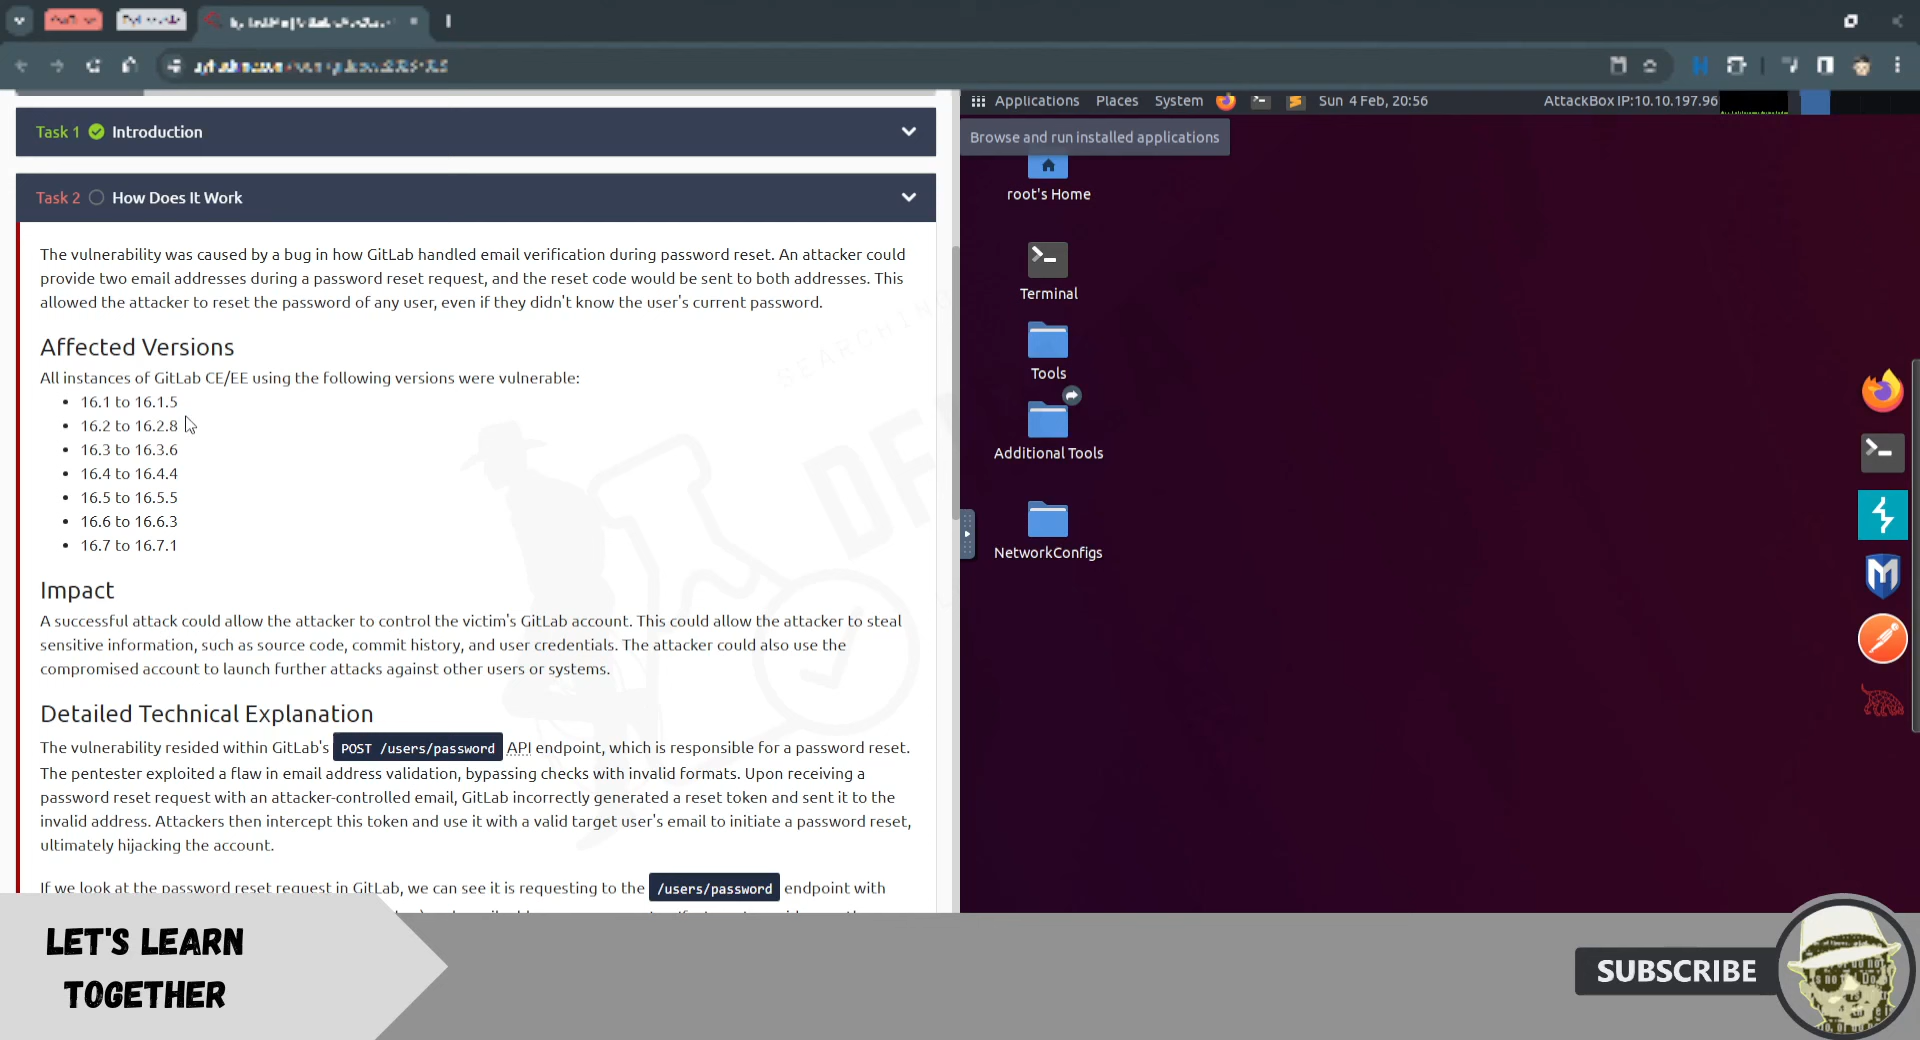 Task 1 Introduction
Task 2 How Does It Work
The vulnerability was caused by a bug in how GitLab handled email verification during password reset. An attacker could
provide two email addresses during a password reset request, and the reset code would be sent to both addresses. This
allowed the attacker to reset the password of any user, even if they didn't know the user's current password.
Affected Versions
All instances of GitLab CE/EE using the following versions were vulnerable:
16.1 to 16.1.5
16.2 to 16.2.8
16.3 to 16.3.6
16.4 to 16.4.4
16.5 to 16.5.5
16.6 to 16.6.3
16.7 to 16.7.1
Impact
A successful attack could allow the attacker to control the victim's GitLab account. This could allow the attacker to steal
sensitive information, such as source code, commit history, and user credentials. The attacker could also use the
compromised account to launch further attacks against other users or systems.
Detailed Technical Explanation
The vulnerability resided within GitLab's POST /users/password API endpoint, which is responsible for a password reset.
The pentester exploited a flaw in email address validation, bypassing checks with invalid formats. Upon receiving a
password reset request with an attacker-controlled email, GitLab incorrectly generated a reset token and sent it to the
invalid address. Attackers then intercept this token and use it with a valid target user's email to initiate a password reset,
ultimately hijacking the account.
If we look at the password reset request in GitLab, we can see it is requesting to the /users/password endpoint with
SEARCHING
Applications Places System Sun 4 Feb, 20:56 AttackBox IP:10.10.197.96
Browse and run installed applications
root's Home
Terminal
Tools
Additional Tools
NetworkConfigs
LET'S LEARN
TOGETHER
SUBSCRIBE